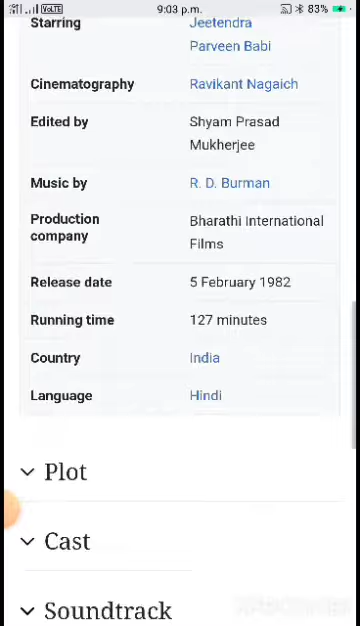 VoLTE 9:03 p.m. 83%
Starring Jeetendra
Parveen Babi
Cinematography Ravikant Nagaich
Edited by Shyam Prasad
Mukherjee
Music by R. D. Burman
Production Bharathi International
company Films
Release date 5 February 1982
Running time 127 minutes
Country India
Language Hindi
Plot
Cast
Soundtrack